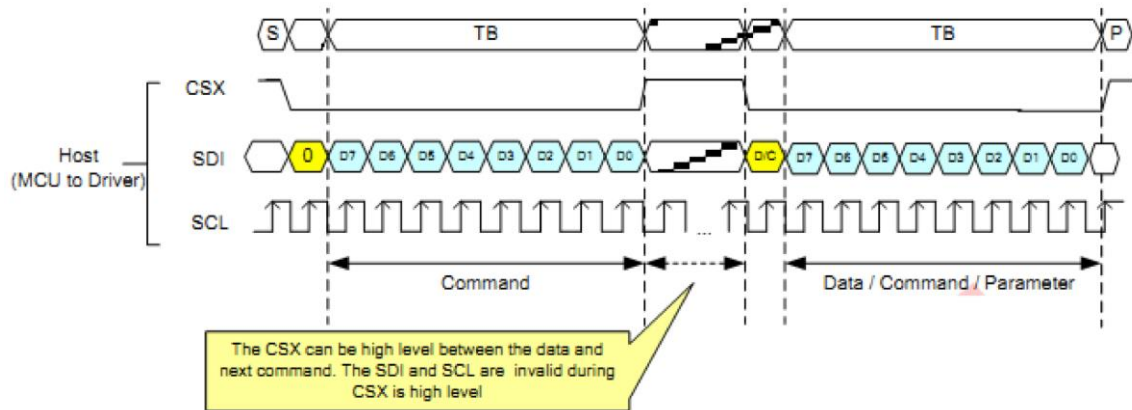 S TB TB P
CSX
Host
(MCU to Driver)
SDI 0 D7 D6 D5 D4 D3 D2 D1 D0 D/C D7 D6 D5 D4 D3 D2 D1 D0
SCL ...
Command Data / Command / Parameter
The CSX can be high level between the data and
next command. The SDI and SCL are invalid during
CSX is high level